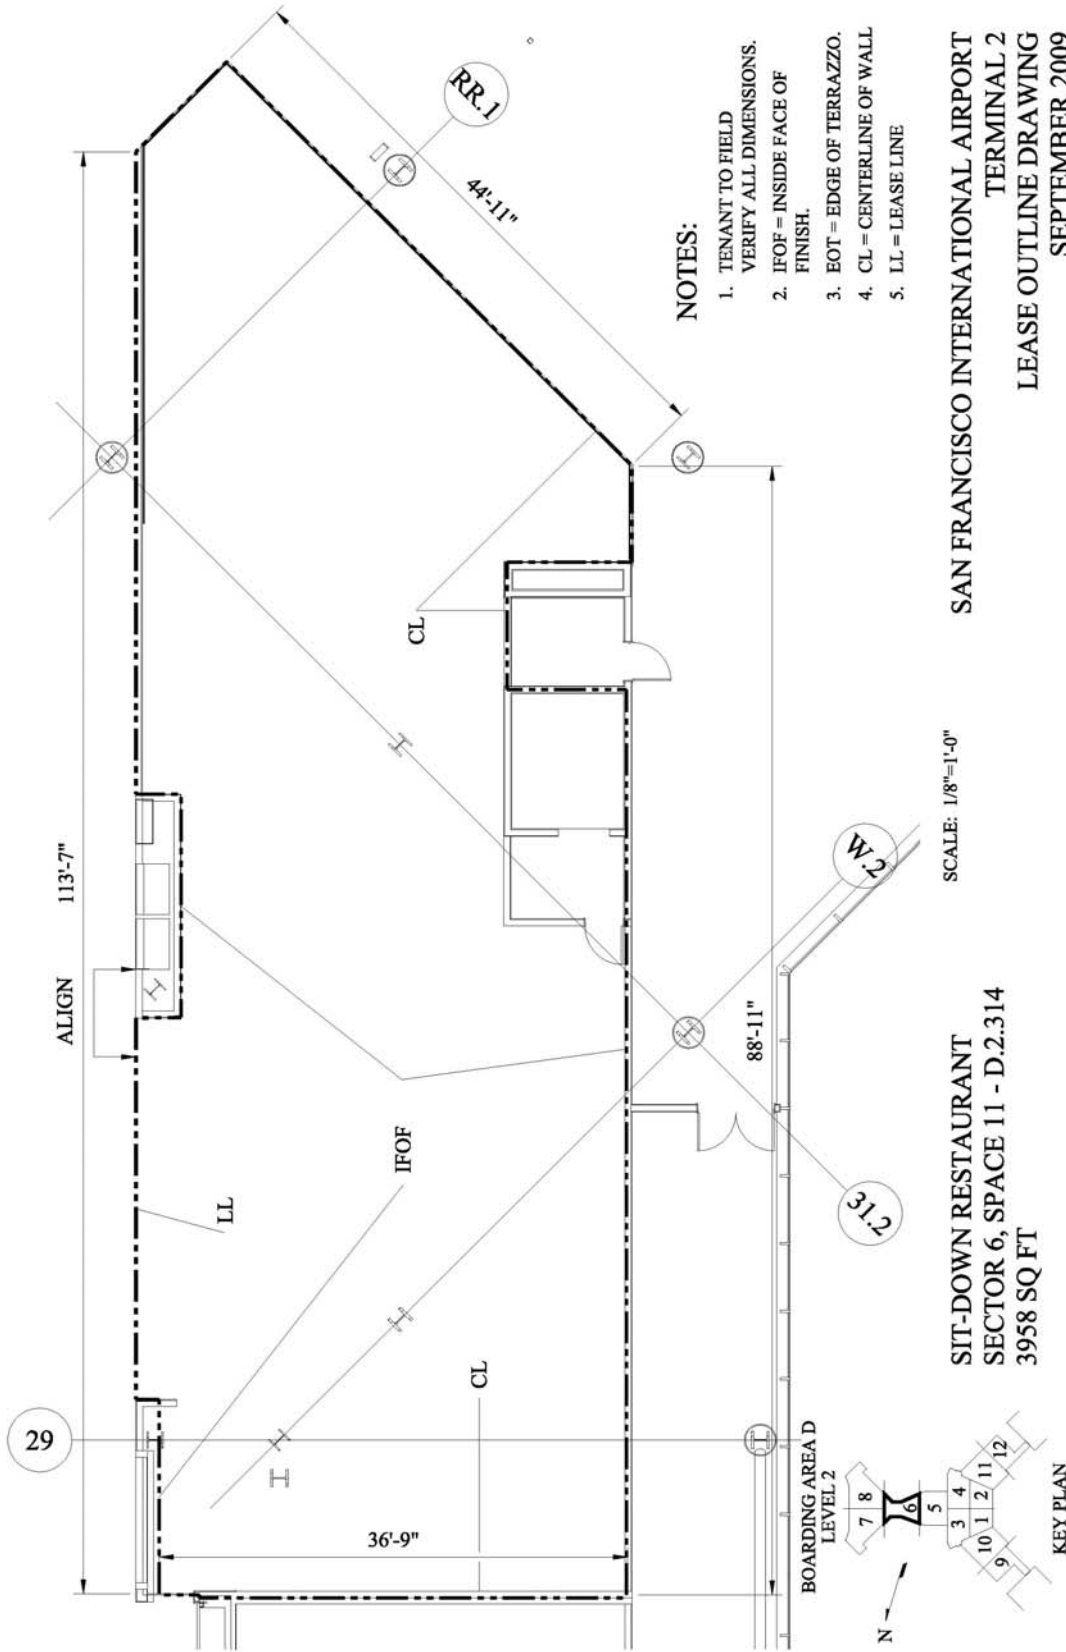 29
113'-7"
ALIGN
LL
IFOF
CL
36'-9"
CL
RR.1
44'-11"
88'-11"
W.2
31.2
NOTES:
1. TENANT TO FIELD
VERIFY ALL DIMENSIONS.
2. IFOF = INSIDE FACE OF
FINISH.
3. EOT = EDGE OF TERRAZZO.
4. CL = CENTERLINE OF WALL
5. LL = LEASE LINE
SCALE: 1/8"=1'-0"
SAN FRANCISCO INTERNATIONAL AIRPORT
TERMINAL 2
LEASE OUTLINE DRAWING
SEPTEMBER 2009
SIT-DOWN RESTAURANT
SECTOR 6, SPACE 11 - D.2.314
3958 SQ FT
BOARDING AREA D
LEVEL 2
N
7 8
6
5
3 4
10 1 2 11
9 12
KEY PLAN